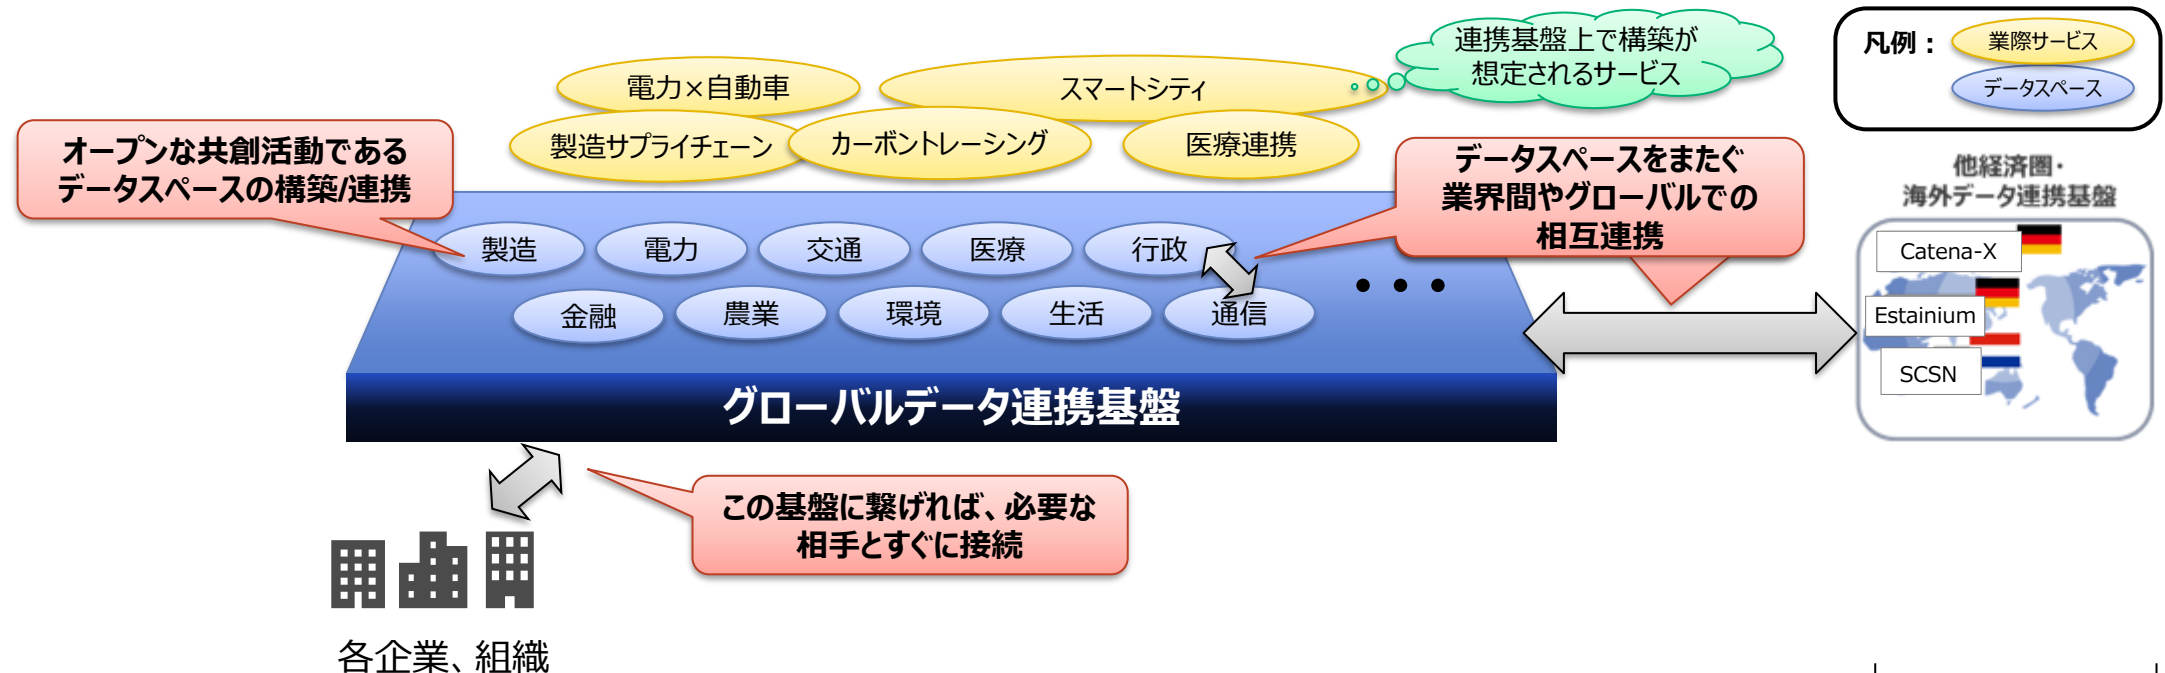 連携基盤上で構築が
想定されるサービス
凡例：
業際サービス
データスペース
電力×自動車
スマートシティ
製造サプライチェーン
カーボントレーシング
医療連携
オープンな共創活動である
データスペースの構築/連携
データスペースをまたぐ
業界間やグローバルでの
相互連携
他経済圏・
海外データ連携基盤
製造
電力
交通
医療
行政
金融
農業
環境
生活
通信
・・・
Catena-X
Estainium
SCSN
グローバルデータ連携基盤
この基盤に繋げれば、必要な
相手とすぐに接続
各企業、組織